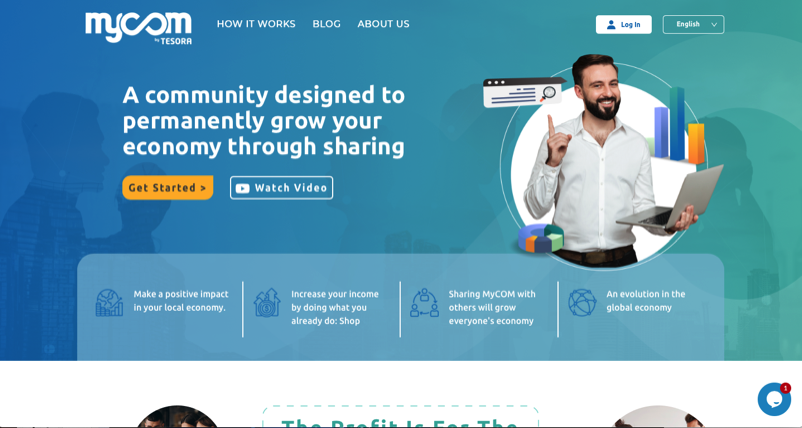 mycom
by TESORA
HOW IT WORKS
BLOG
ABOUT US
Log In
English
A community designed to
permanently grow your
economy through sharing
Get Started >
Watch Video
Make a positive impact
in your local economy.
Increase your income
by doing what you
already do: Shop
Sharing MyCOM with
others will grow
everyone's economy
An evolution in the
global economy
1
The Profit Is For The